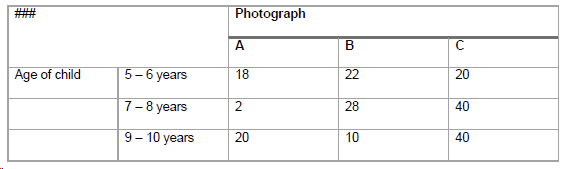 ### Photograph
A B C
Age of child 5 – 6 years 18 22 20
7 – 8 years 2 28 40
9 – 10 years 20 10 40